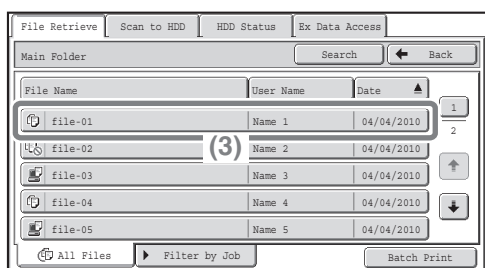 File Retrieve Scan to HDD HDD Status Ex Data Access
Main Folder Search Back
File Name User Name Date
file-01 Name 1 04/04/2010
1
2
(3)
file-02 Name 2 04/04/2010
file-03 Name 3 04/04/2010
file-04 Name 4 04/04/2010
file-05 Name 5 04/04/2010
All Files Filter by Job Batch Print